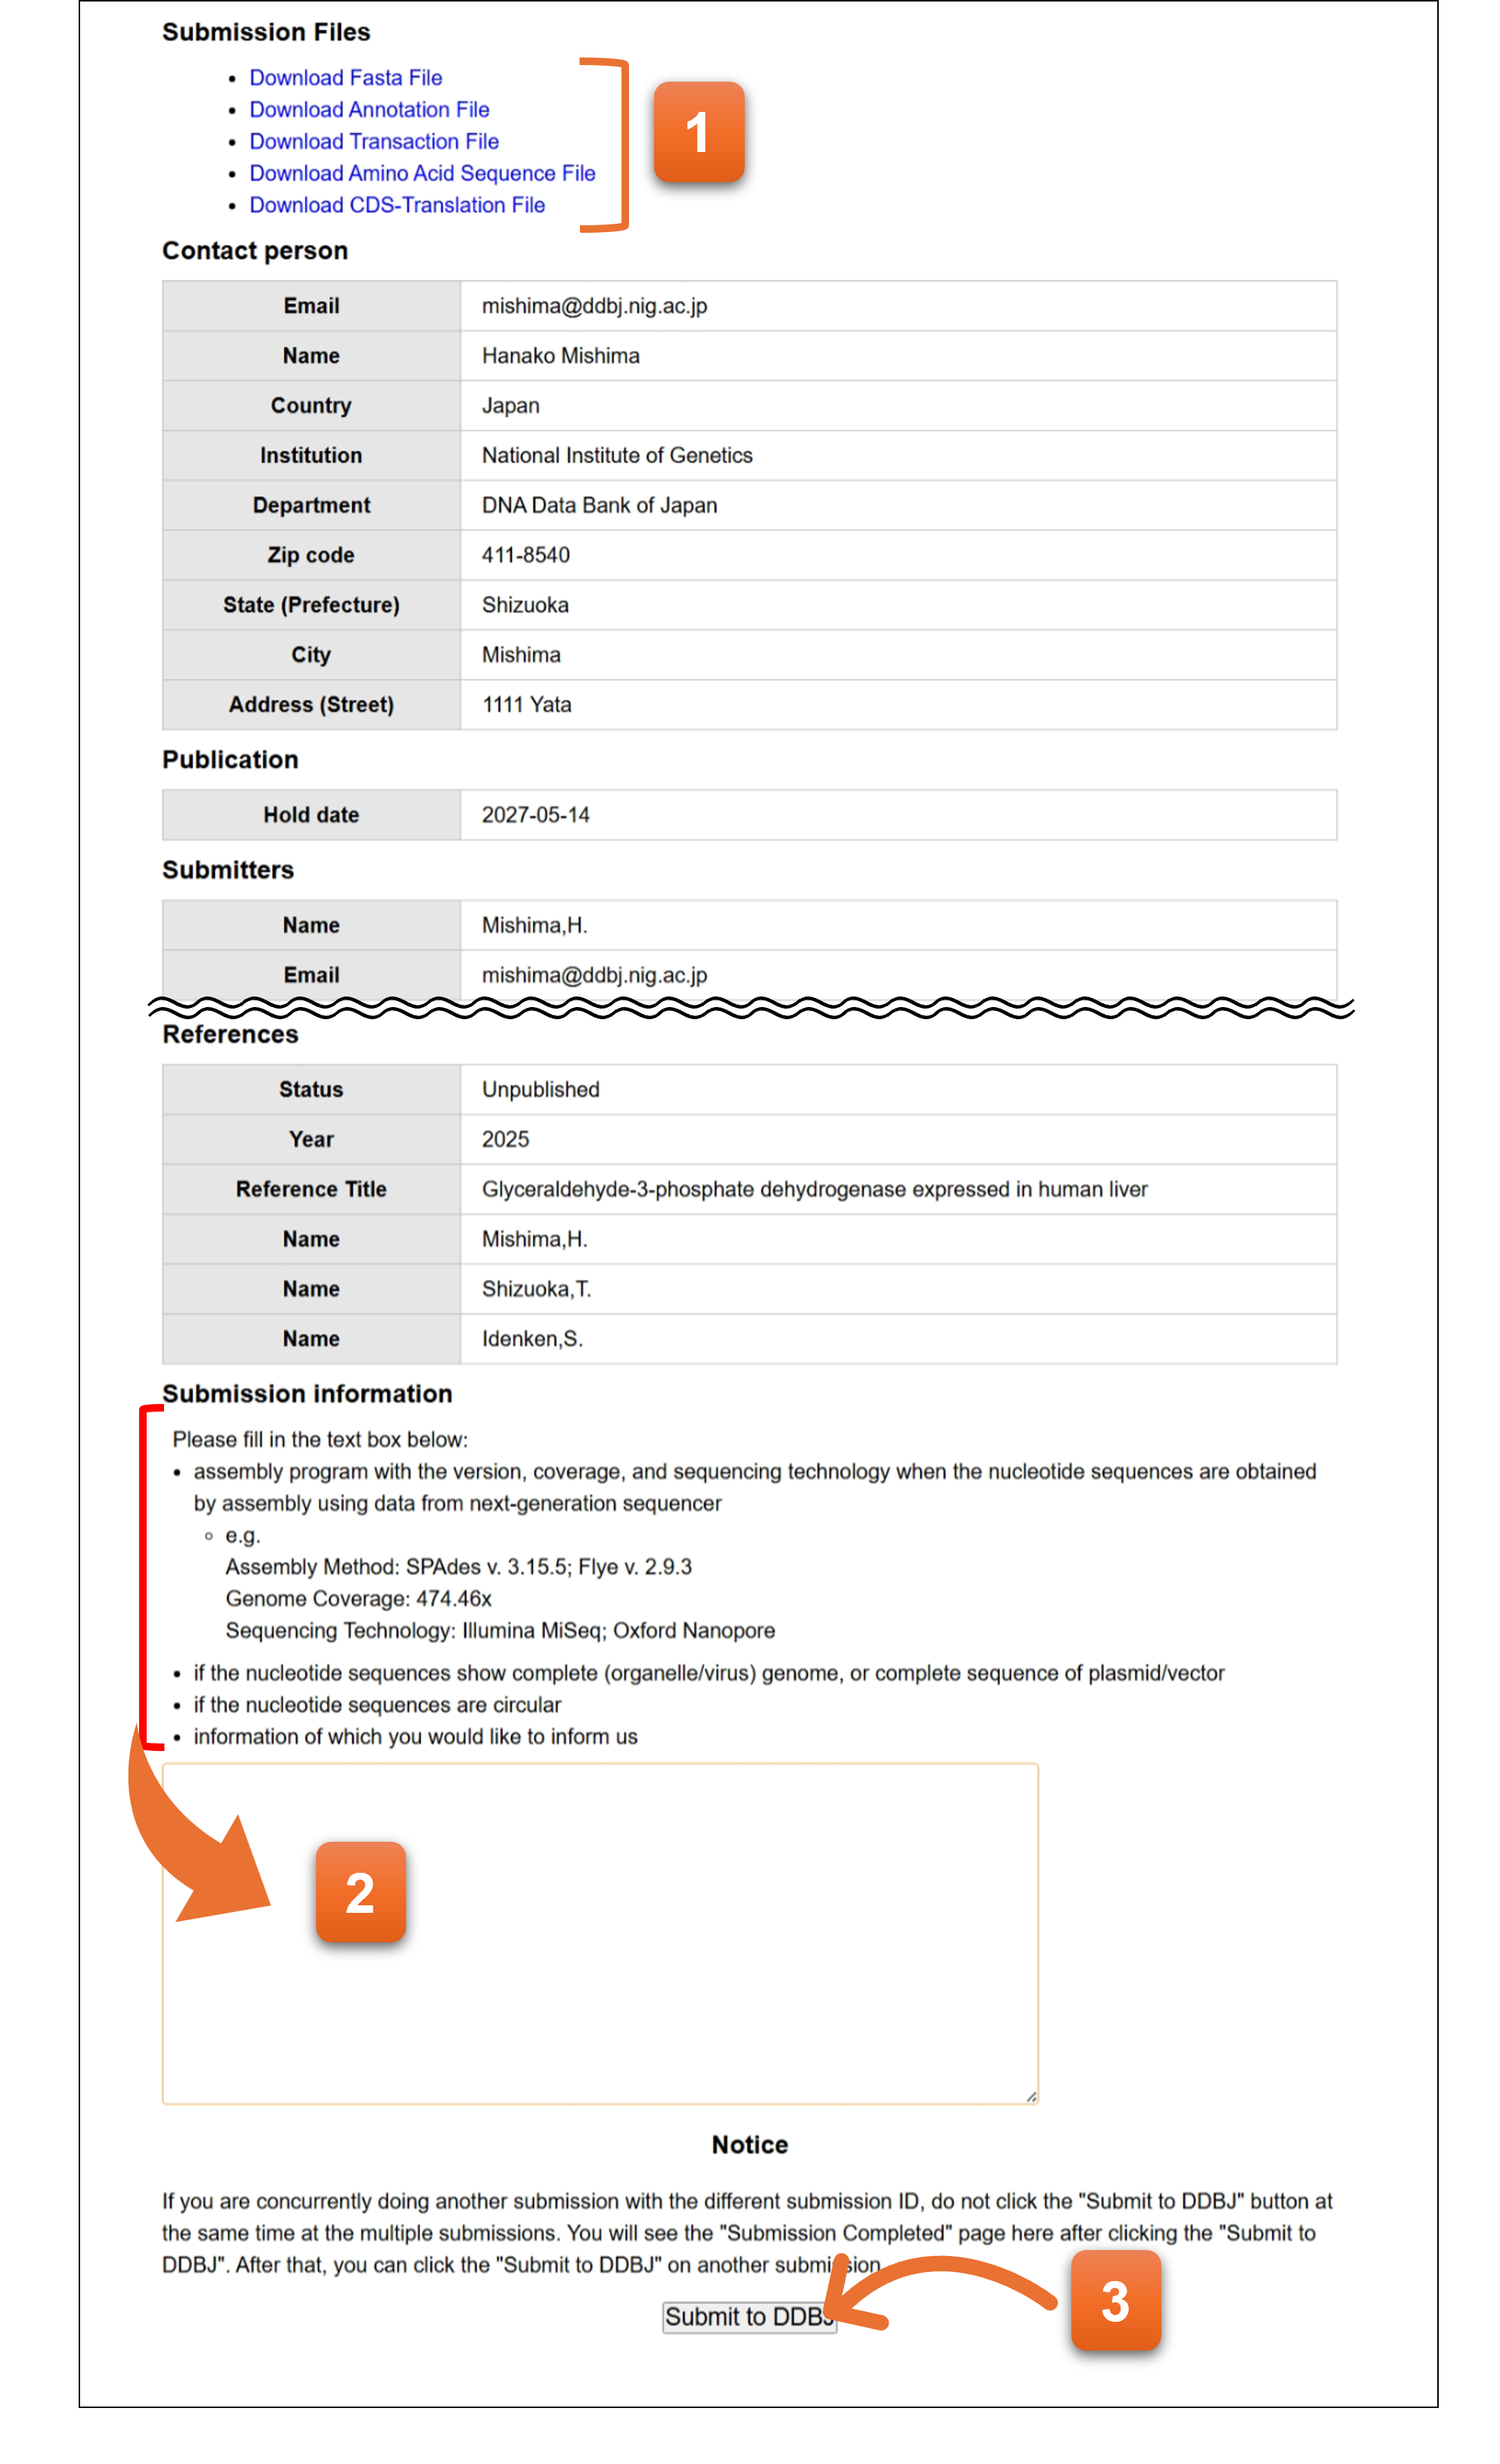 Submission Files
• Download Fasta File
• Download Annotation File
• Download Transaction File
• Download Amino Acid Sequence File
• Download CDS-Translation File
1
Contact person
Email mishima@ddbj.nig.ac.jp
Name Hanako Mishima
Country Japan
Institution National Institute of Genetics
Department DNA Data Bank of Japan
Zip code 411-8540
State (Prefecture) Shizuoka
City Mishima
Address (Street) 1111 Yata
Publication
Hold date 2027-05-14
Submitters
Name Mishima,H.
Email mishima@ddbj.nig.ac.jp
References
Status Unpublished
Year 2025
Reference Title Glyceraldehyde-3-phosphate dehydrogenase expressed in human liver
Name Mishima,H.
Name Shizuoka,T.
Name Idenken,S.
Submission information
Please fill in the text box below:
• assembly program with the version, coverage, and sequencing technology when the nucleotide sequences are obtained
by assembly using data from next-generation sequencer
◦ e.g.
Assembly Method: SPAdes v. 3.15.5; Flye v. 2.9.3
Genome Coverage: 474.46x
Sequencing Technology: Illumina MiSeq; Oxford Nanopore
• if the nucleotide sequences show complete (organelle/virus) genome, or complete sequence of plasmid/vector
• if the nucleotide sequences are circular
• information of which you would like to inform us
2
Notice
If you are concurrently doing another submission with the different submission ID, do not click the "Submit to DDBJ" button at
the same time at the multiple submissions. You will see the "Submission Completed" page here after clicking the "Submit to
DDBJ". After that, you can click the "Submit to DDBJ" on another submission.
Submit to DDBJ
3